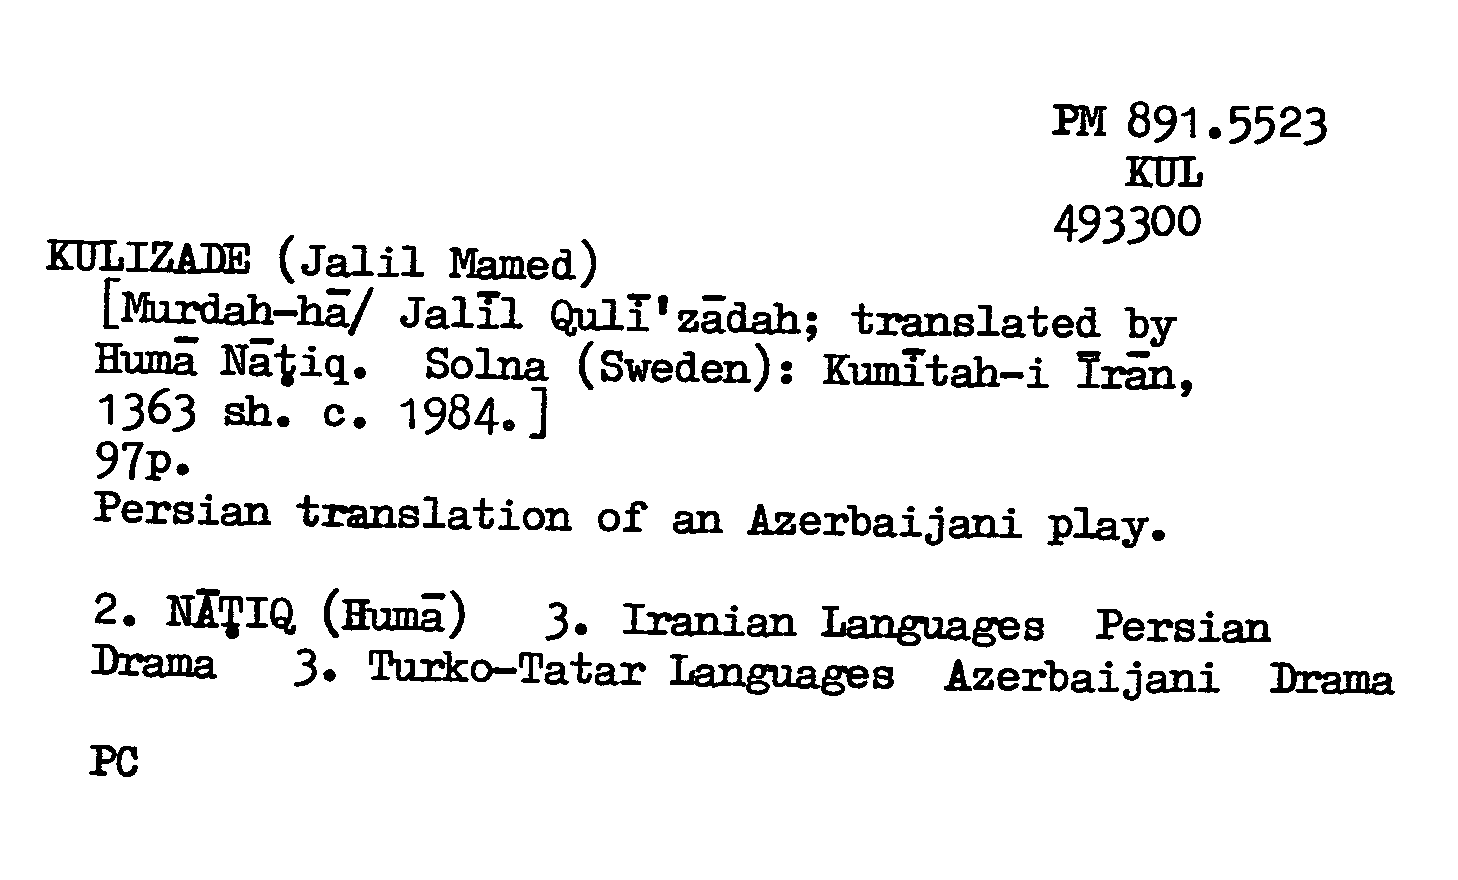 PM 891.5523
KUL
493300
KULIZADE (Jalil Mamed)
[Murdah-hā/ Jalīl Qulī'zādah; translated by
Humā Nāṭiq. Solna (Sweden): Kumītah-i Īrān,
1363 sh. c. 1984.]
97p.
Persian translation of an Azerbaijani play.
2. NĀṬIQ (Humā) 3. Iranian Languages Persian
Drama 3. Turko-Tatar Languages Azerbaijani Drama
PC